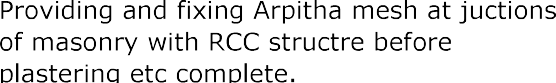 Providing and fixing Arpitha mesh at juctions
of masonry with RCC structre before
plastering etc complete.